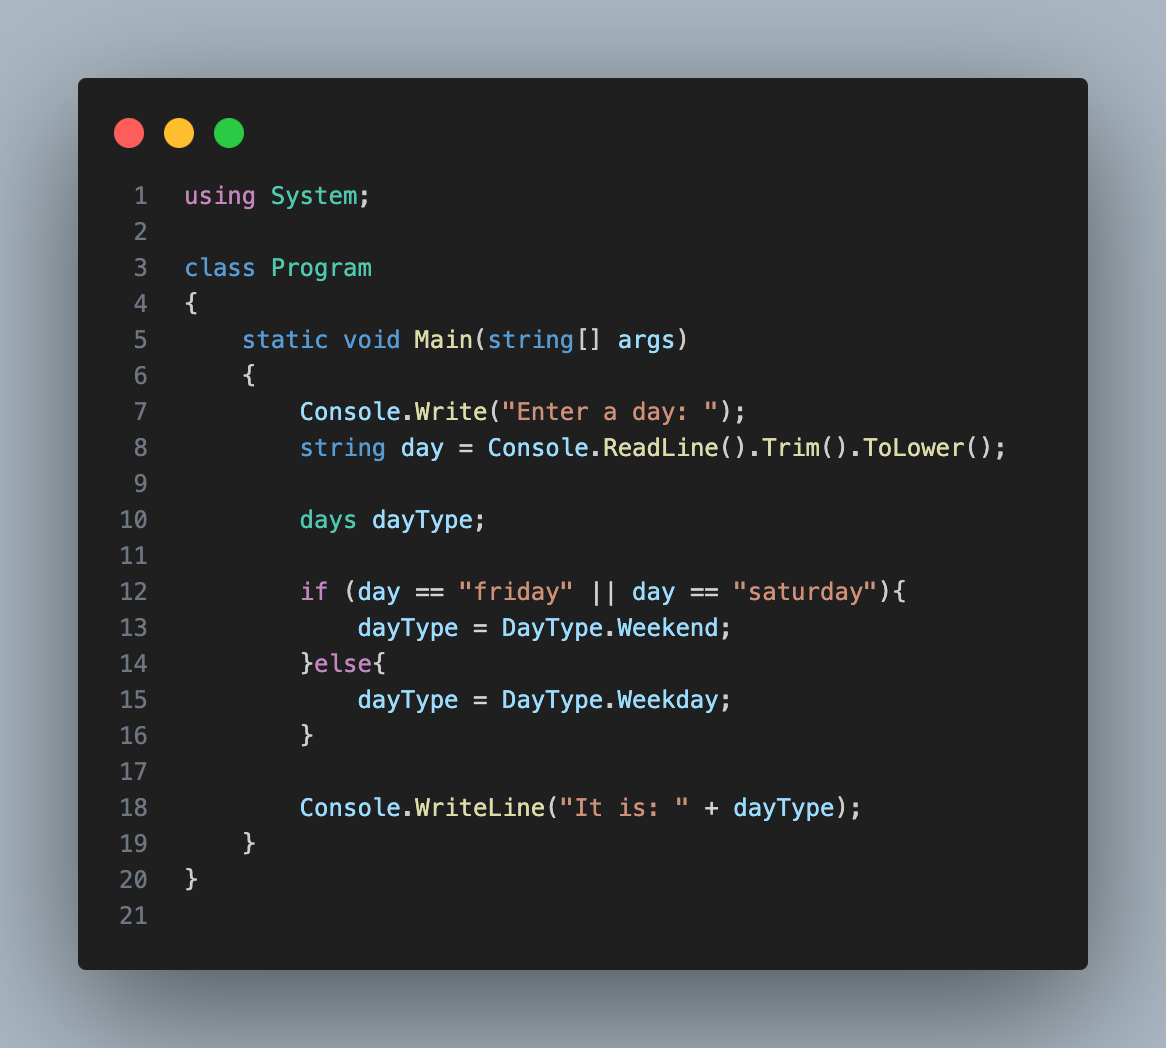 1 using System;
2
3 class Program
4 {
5     static void Main(string[] args)
6     {
7         Console.Write("Enter a day: ");
8         string day = Console.ReadLine().Trim().ToLower();
9
10         days dayType;
11
12         if (day == "friday" || day == "saturday"){
13             dayType = DayType.Weekend;
14         }else{
15             dayType = DayType.Weekday;
16         }
17
18         Console.WriteLine("It is: " + dayType);
19     }
20 }
21